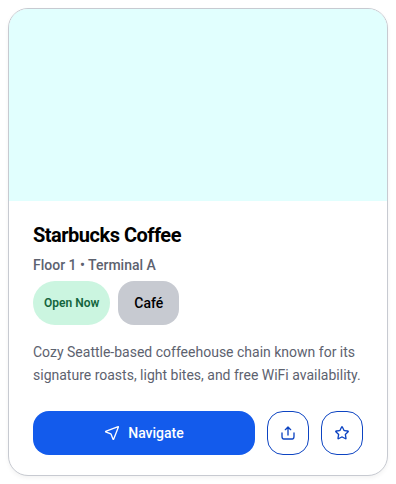 Starbucks Coffee
Floor 1 • Terminal A
Open Now
Café
Cozy Seattle-based coffeehouse chain known for its
signature roasts, light bites, and free WiFi availability.
Navigate